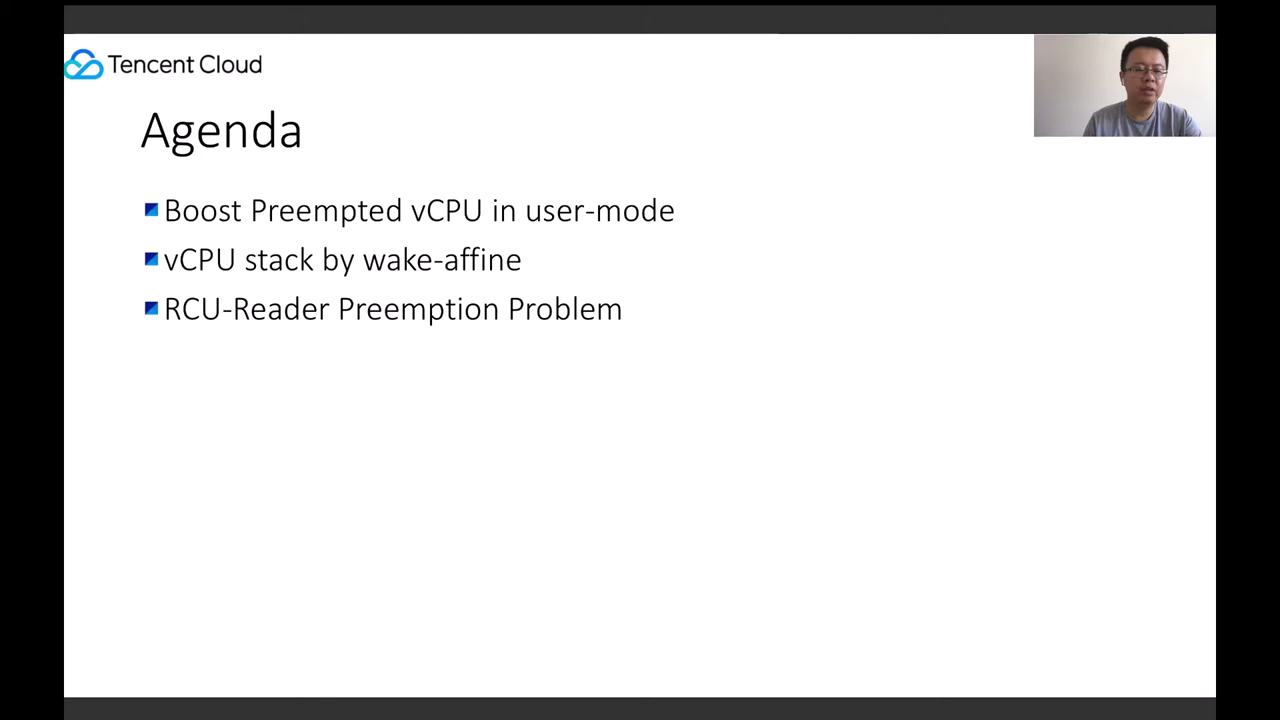 Tencent Cloud
Agenda
Boost Preempted vCPU in user-mode
vCPU stack by wake-affine
RCU-Reader Preemption Problem